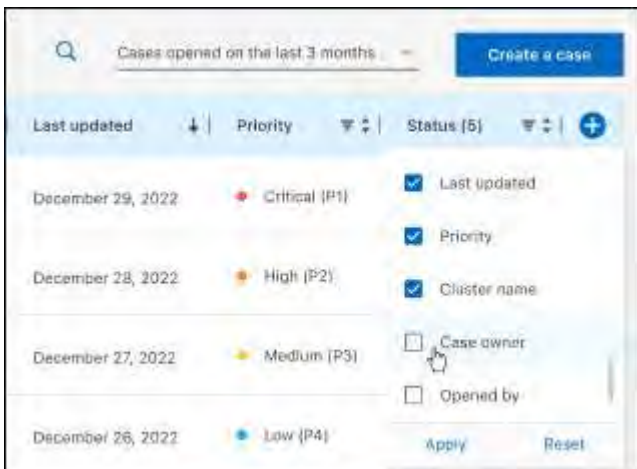 Cases opened on the last 3 months
Create a case
Last updated Priority Status (5)
December 29, 2022 Critical (P1) Last updated
Priority
December 28, 2022 High (P2) Cluster name
Case owner
December 27, 2022 Medium (P3)
Opened by
December 26, 2022 Low (P4) Apply Reset